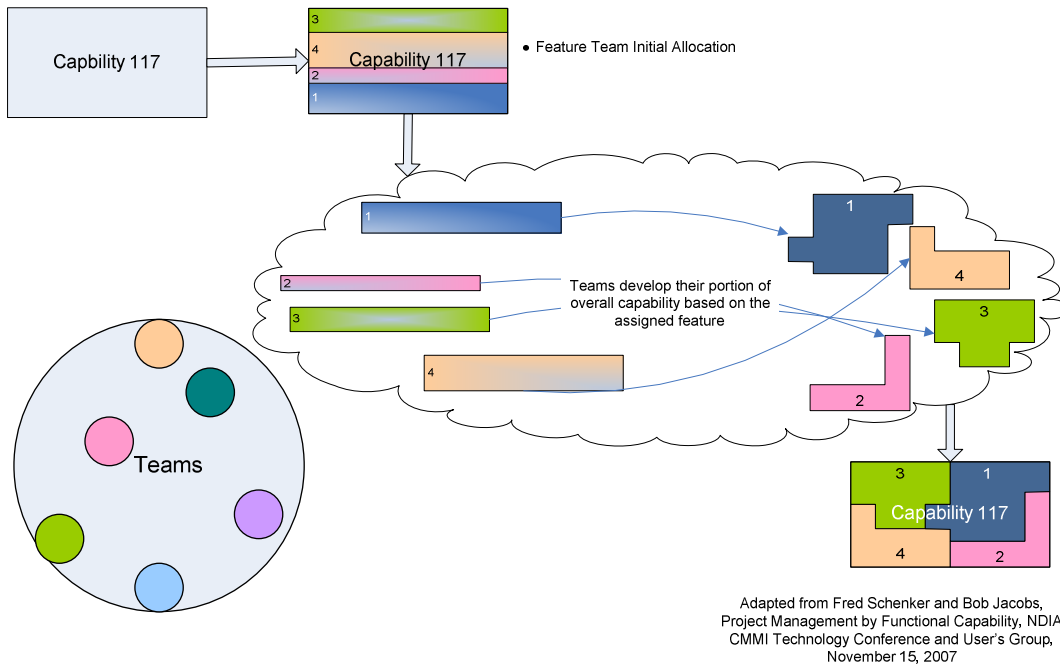 Capbility 117
3
4
Capability 117
2
1
• Feature Team Initial Allocation
1
1
4
2
3
Teams develop their portion of
overall capability based on the
assigned feature
3
4
2
Teams
3
1
Capability 117
4
2
Adapted from Fred Schenker and Bob Jacobs,
Project Management by Functional Capability, NDIA
CMMI Technology Conference and User's Group,
November 15, 2007